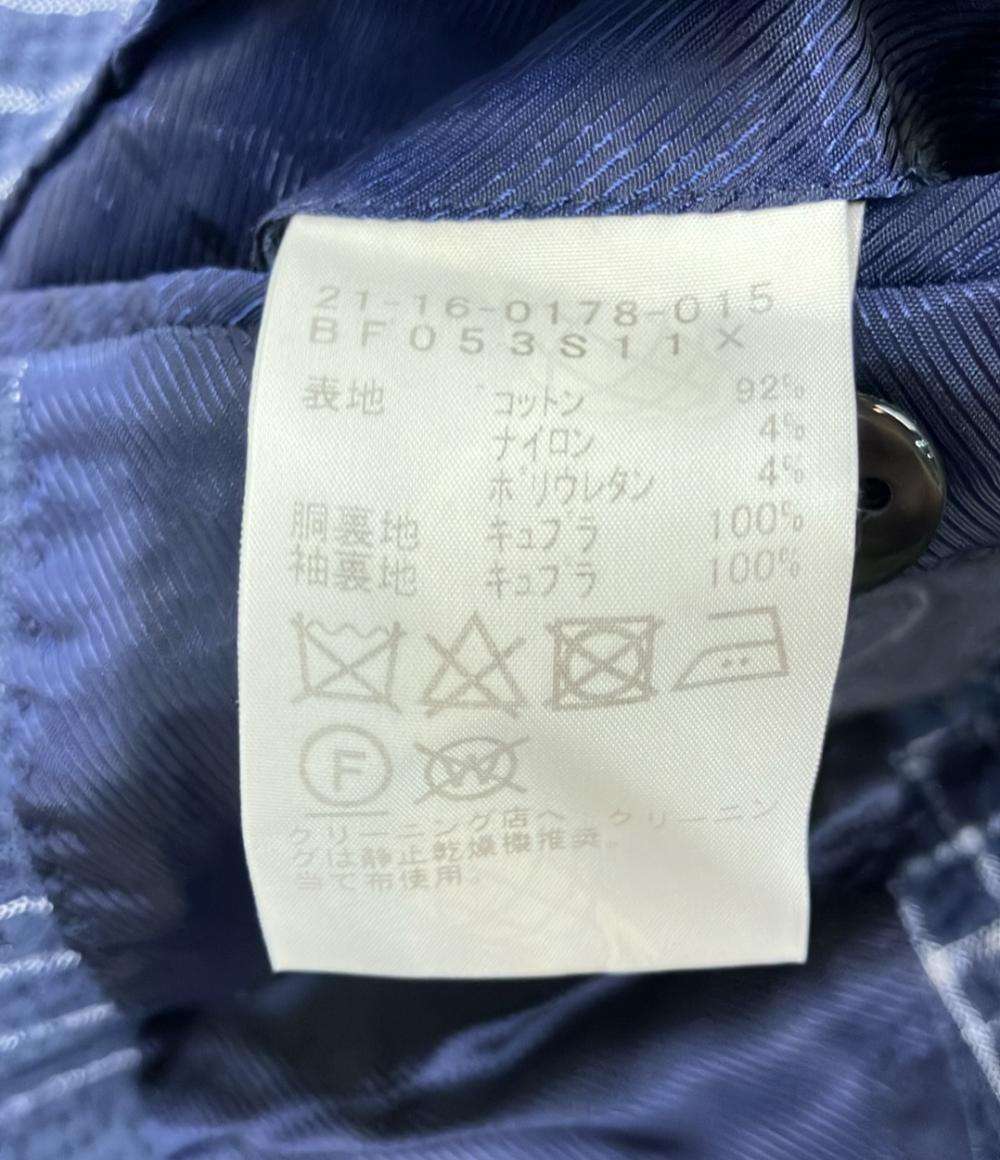 21-16-0178-015
BF053S11X
表地 コットン 92%
ナイロン 4%
ポリウレタン 4%
胴裏地 キュプラ 100%
袖裏地 キュプラ 100%
F W
クリーニング店へ クリーニン
グは静止乾燥機推奨。
当て布使用。